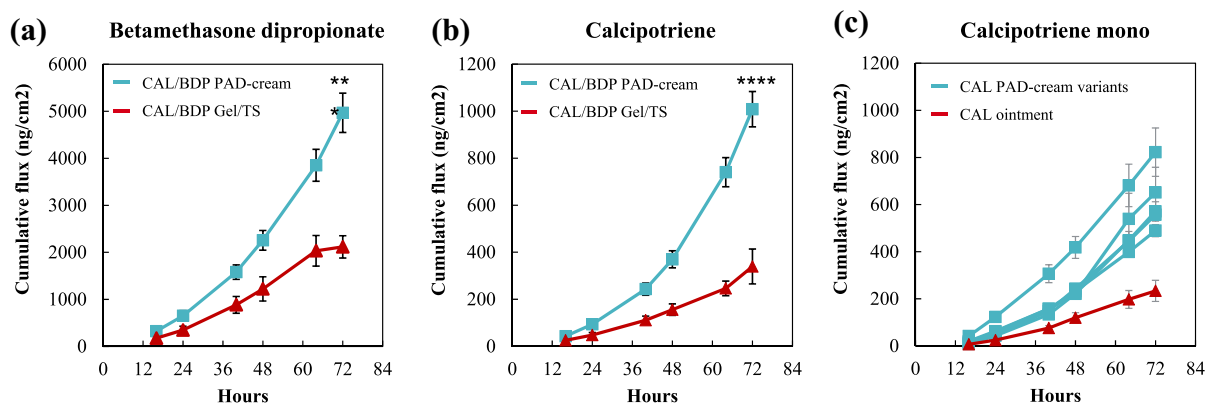 (a)
Betamethasone dipropionate
Cumulative flux (ng/cm2)
6000
5000
4000
3000
2000
1000
0
CAL/BDP PAD-cream
CAL/BDP Gel/TS
**
*
0 12 24 36 48 60 72 84
Hours
(b)
Calcipotriene
Cumulative flux (ng/cm2)
1200
1000
800
600
400
200
0
CAL/BDP PAD-cream
CAL/BDP Gel/TS
****
0 12 24 36 48 60 72 84
Hours
(c)
Calcipotriene mono
Cumulative flux (ng/cm2)
1200
1000
800
600
400
200
0
CAL PAD-cream variants
CAL ointment
0 12 24 36 48 60 72 84
Hours